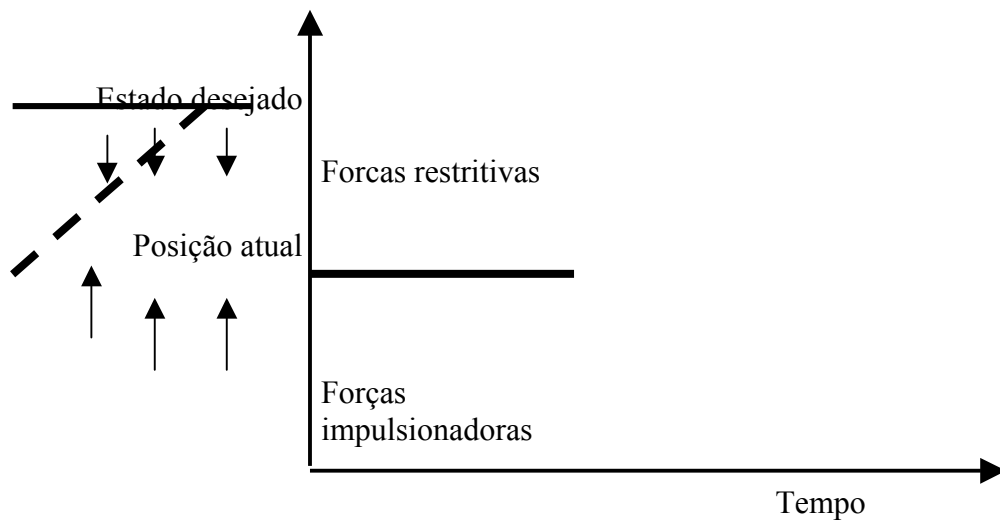 Estado desejado
Forcas restritivas
Posição atual
Forças
impulsionadoras
Tempo